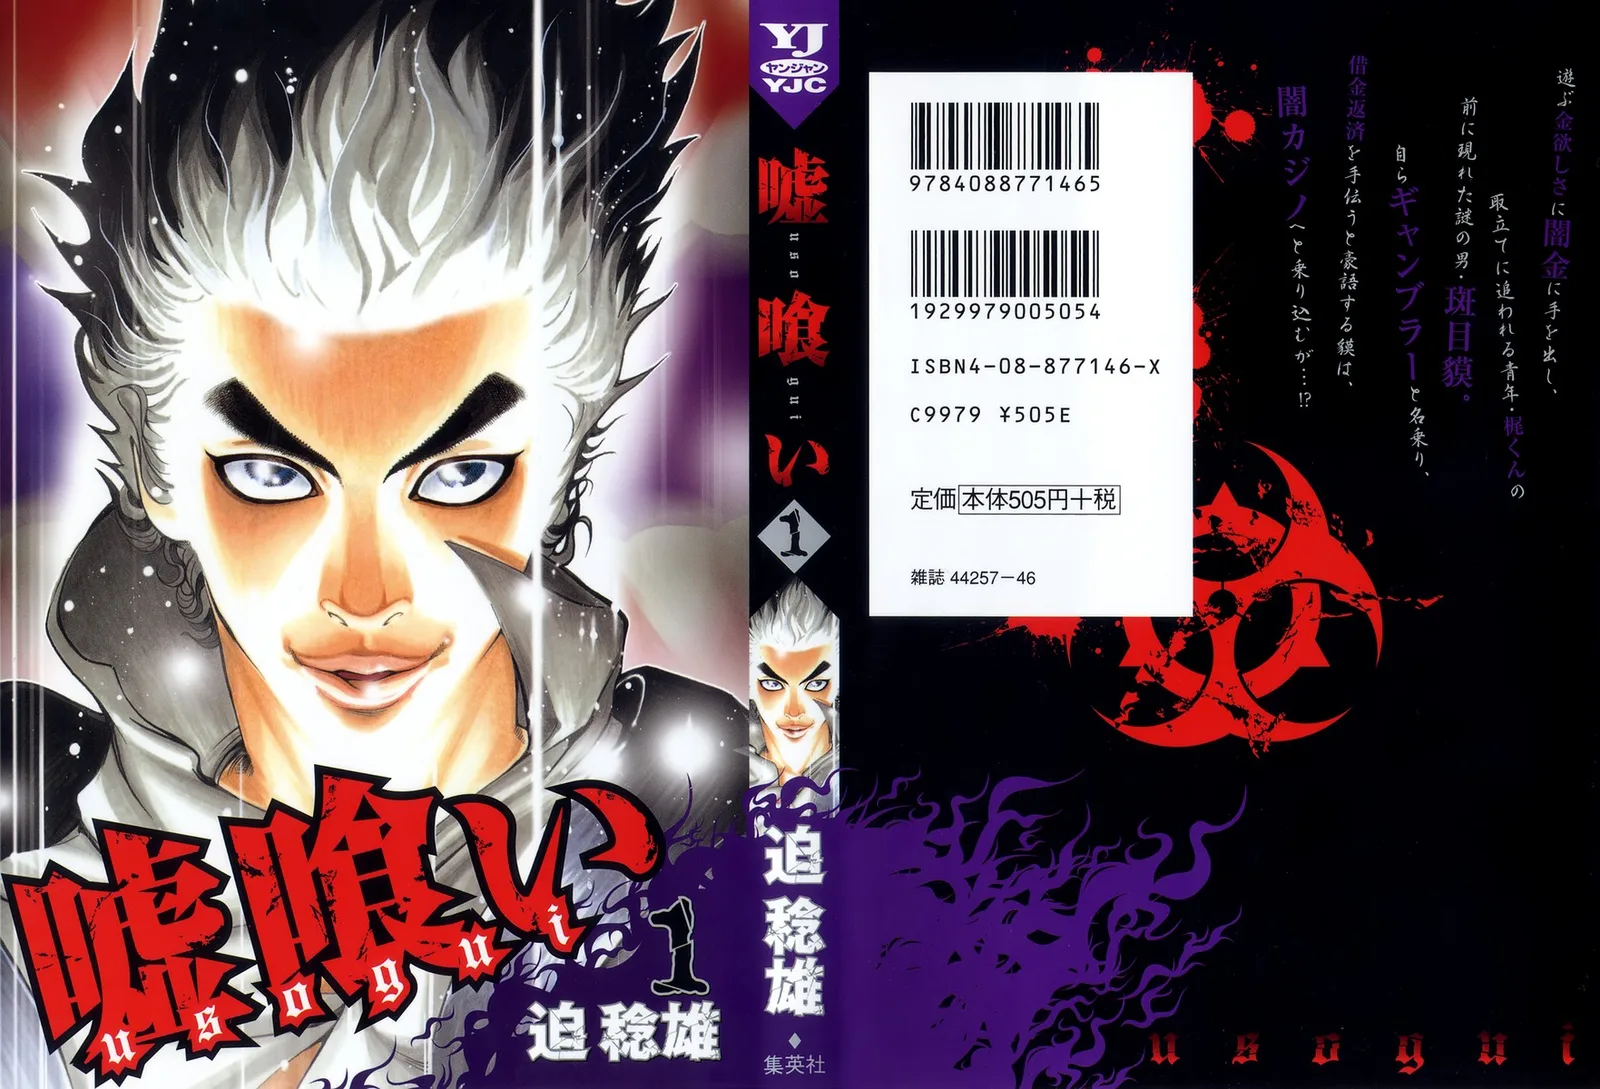 嘘喰い
usogui
1
迫 稔雄
YJ
ヤンジャン
YJC
嘘喰い
usogui
1
迫 稔雄
集英社
9784088771465
1929979005054
ISBN4-08-877146-X
C9979 ¥505E
定価 本体505円+税
雑誌 44257-46
遊ぶ金欲しさに闇金に手を出し、
取立てに追われる青年・梶くんの
前に現れた謎の男・斑目貘。
自らギャンブラーと名乗り、
借金返済を手伝うと豪語する貘は、
闇カジノへと乗り込むが…!?
usogui